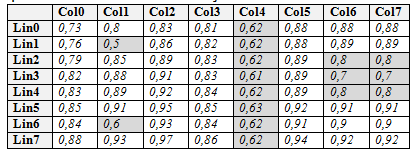 Col0 Col1 Col2 Col3 Col4 Col5 Col6 Col7
Lin0 0,73 0,8 0,83 0,81 0,62 0,88 0,88 0,88
Lin1 0,76 0,5 0,86 0,82 0,62 0,88 0,89 0,89
Lin2 0,79 0,85 0,89 0,83 0,62 0,89 0,8 0,8
Lin3 0,82 0,88 0,91 0,83 0,61 0,89 0,7 0,7
Lin4 0,83 0,89 0,92 0,84 0,62 0,89 0,8 0,8
Lin5 0,85 0,91 0,95 0,85 0,63 0,92 0,91 0,91
Lin6 0,84 0,6 0,93 0,84 0,62 0,91 0,9 0,9
Lin7 0,88 0,93 0,97 0,86 0,62 0,94 0,92 0,92